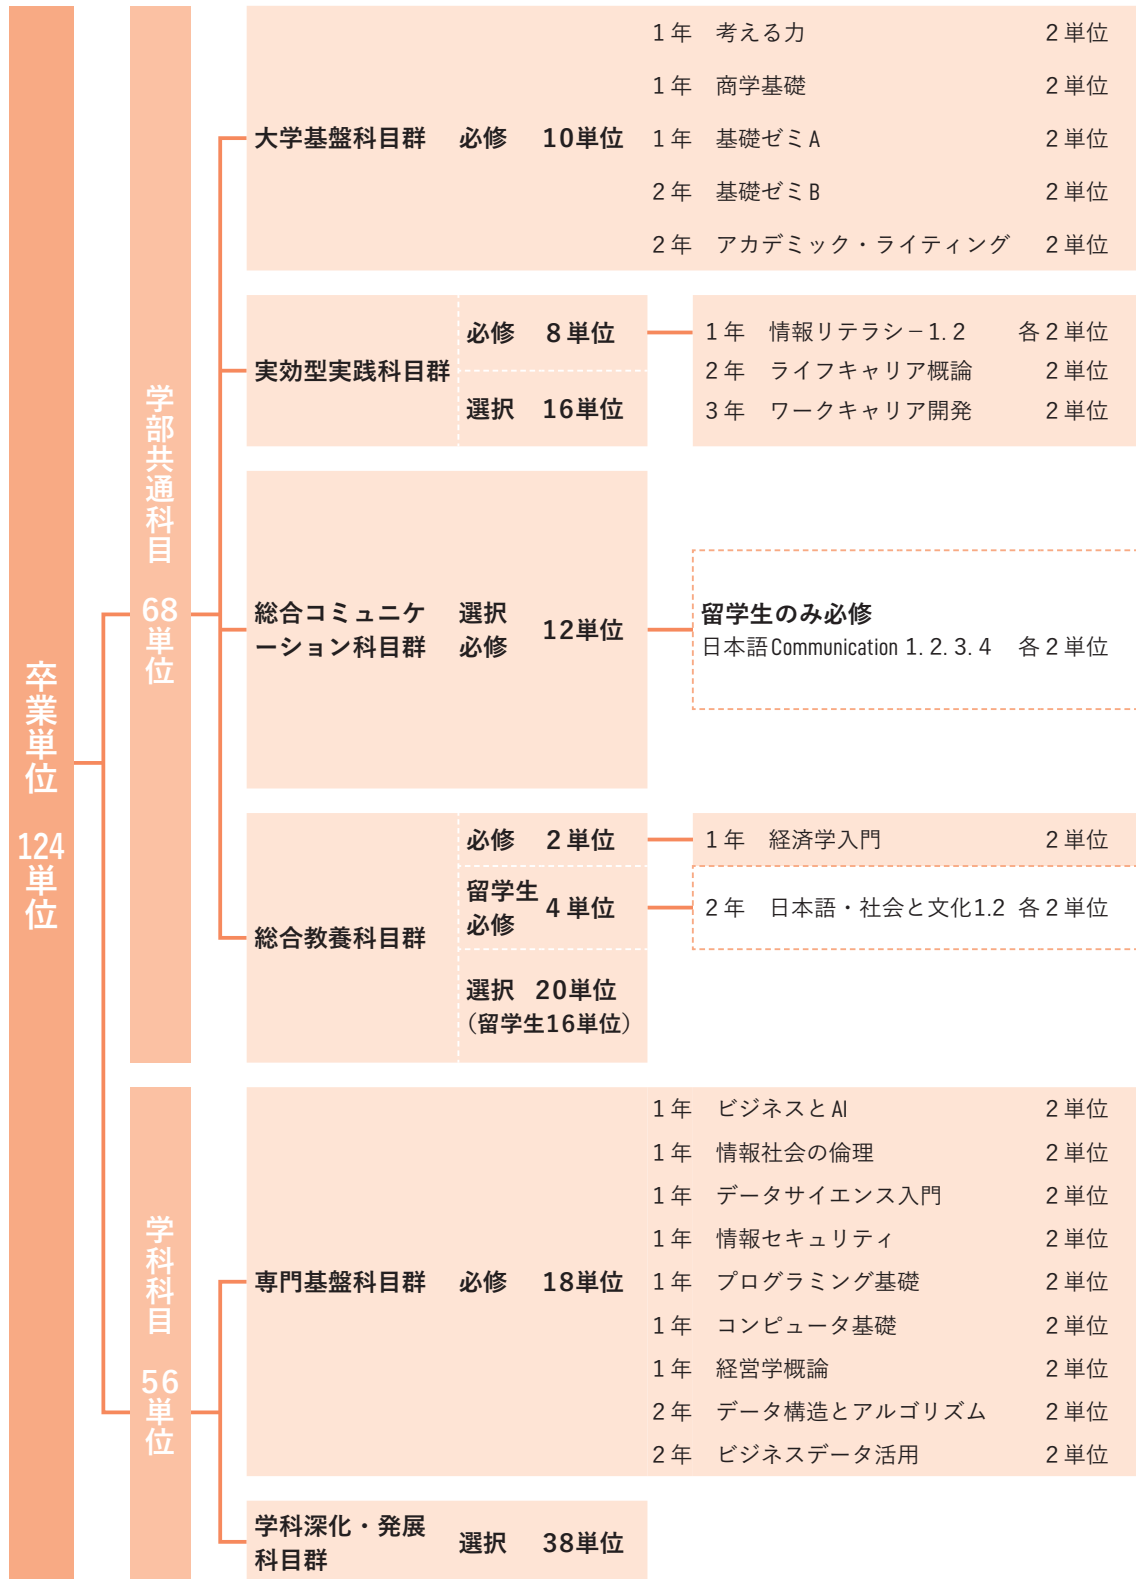 卒業単位 124単位
学部共通科目 68単位
大学基盤科目群 必修 10単位
1年 考える力 2単位
1年 商学基礎 2単位
1年 基礎ゼミA 2単位
2年 基礎ゼミB 2単位
2年 アカデミック・ライティング 2単位
実効型実践科目群
必修 8単位
選択 16単位
1年 情報リテラシー1. 2 各2単位
2年 ライフキャリア概論 2単位
3年 ワークキャリア開発 2単位
総合コミュニケ
ーション科目群
選択
必修
12単位
留学生のみ必修
日本語Communication 1. 2. 3. 4 各2単位
総合教養科目群
必修 2単位
1年 経済学入門 2単位
留学生
必修
4単位
2年 日本語・社会と文化1.2 各2単位
選択 20単位
(留学生16単位)
学科科目 56単位
専門基盤科目群 必修 18単位
1年 ビジネスとAI 2単位
1年 情報社会の倫理 2単位
1年 データサイエンス入門 2単位
1年 情報セキュリティ 2単位
1年 プログラミング基礎 2単位
1年 コンピュータ基礎 2単位
1年 経営学概論 2単位
2年 データ構造とアルゴリズム 2単位
2年 ビジネスデータ活用 2単位
学科深化・発展
科目群
選択 38単位